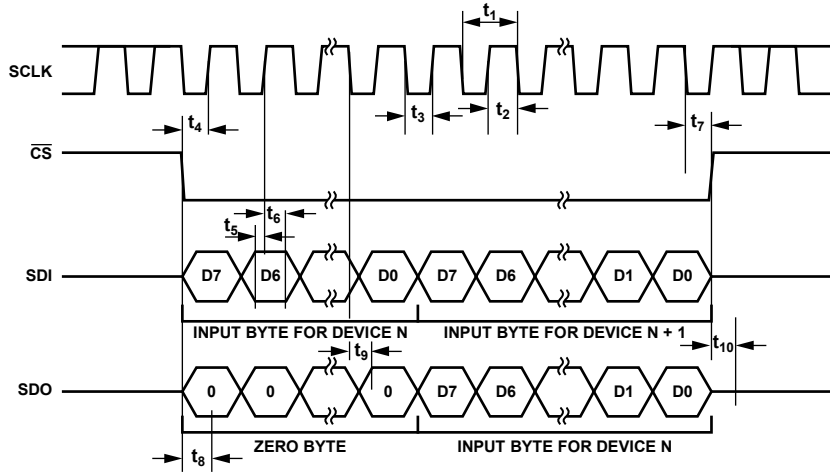 t1
SCLK
t4
t3
t2
t7
CS
t6
t5
SDI
D7
D6
D0
D7
D6
D1
D0
INPUT BYTE FOR DEVICE N
INPUT BYTE FOR DEVICE N + 1
t9
t10
SDO
0
0
0
D7
D6
D1
D0
ZERO BYTE
INPUT BYTE FOR DEVICE N
t8